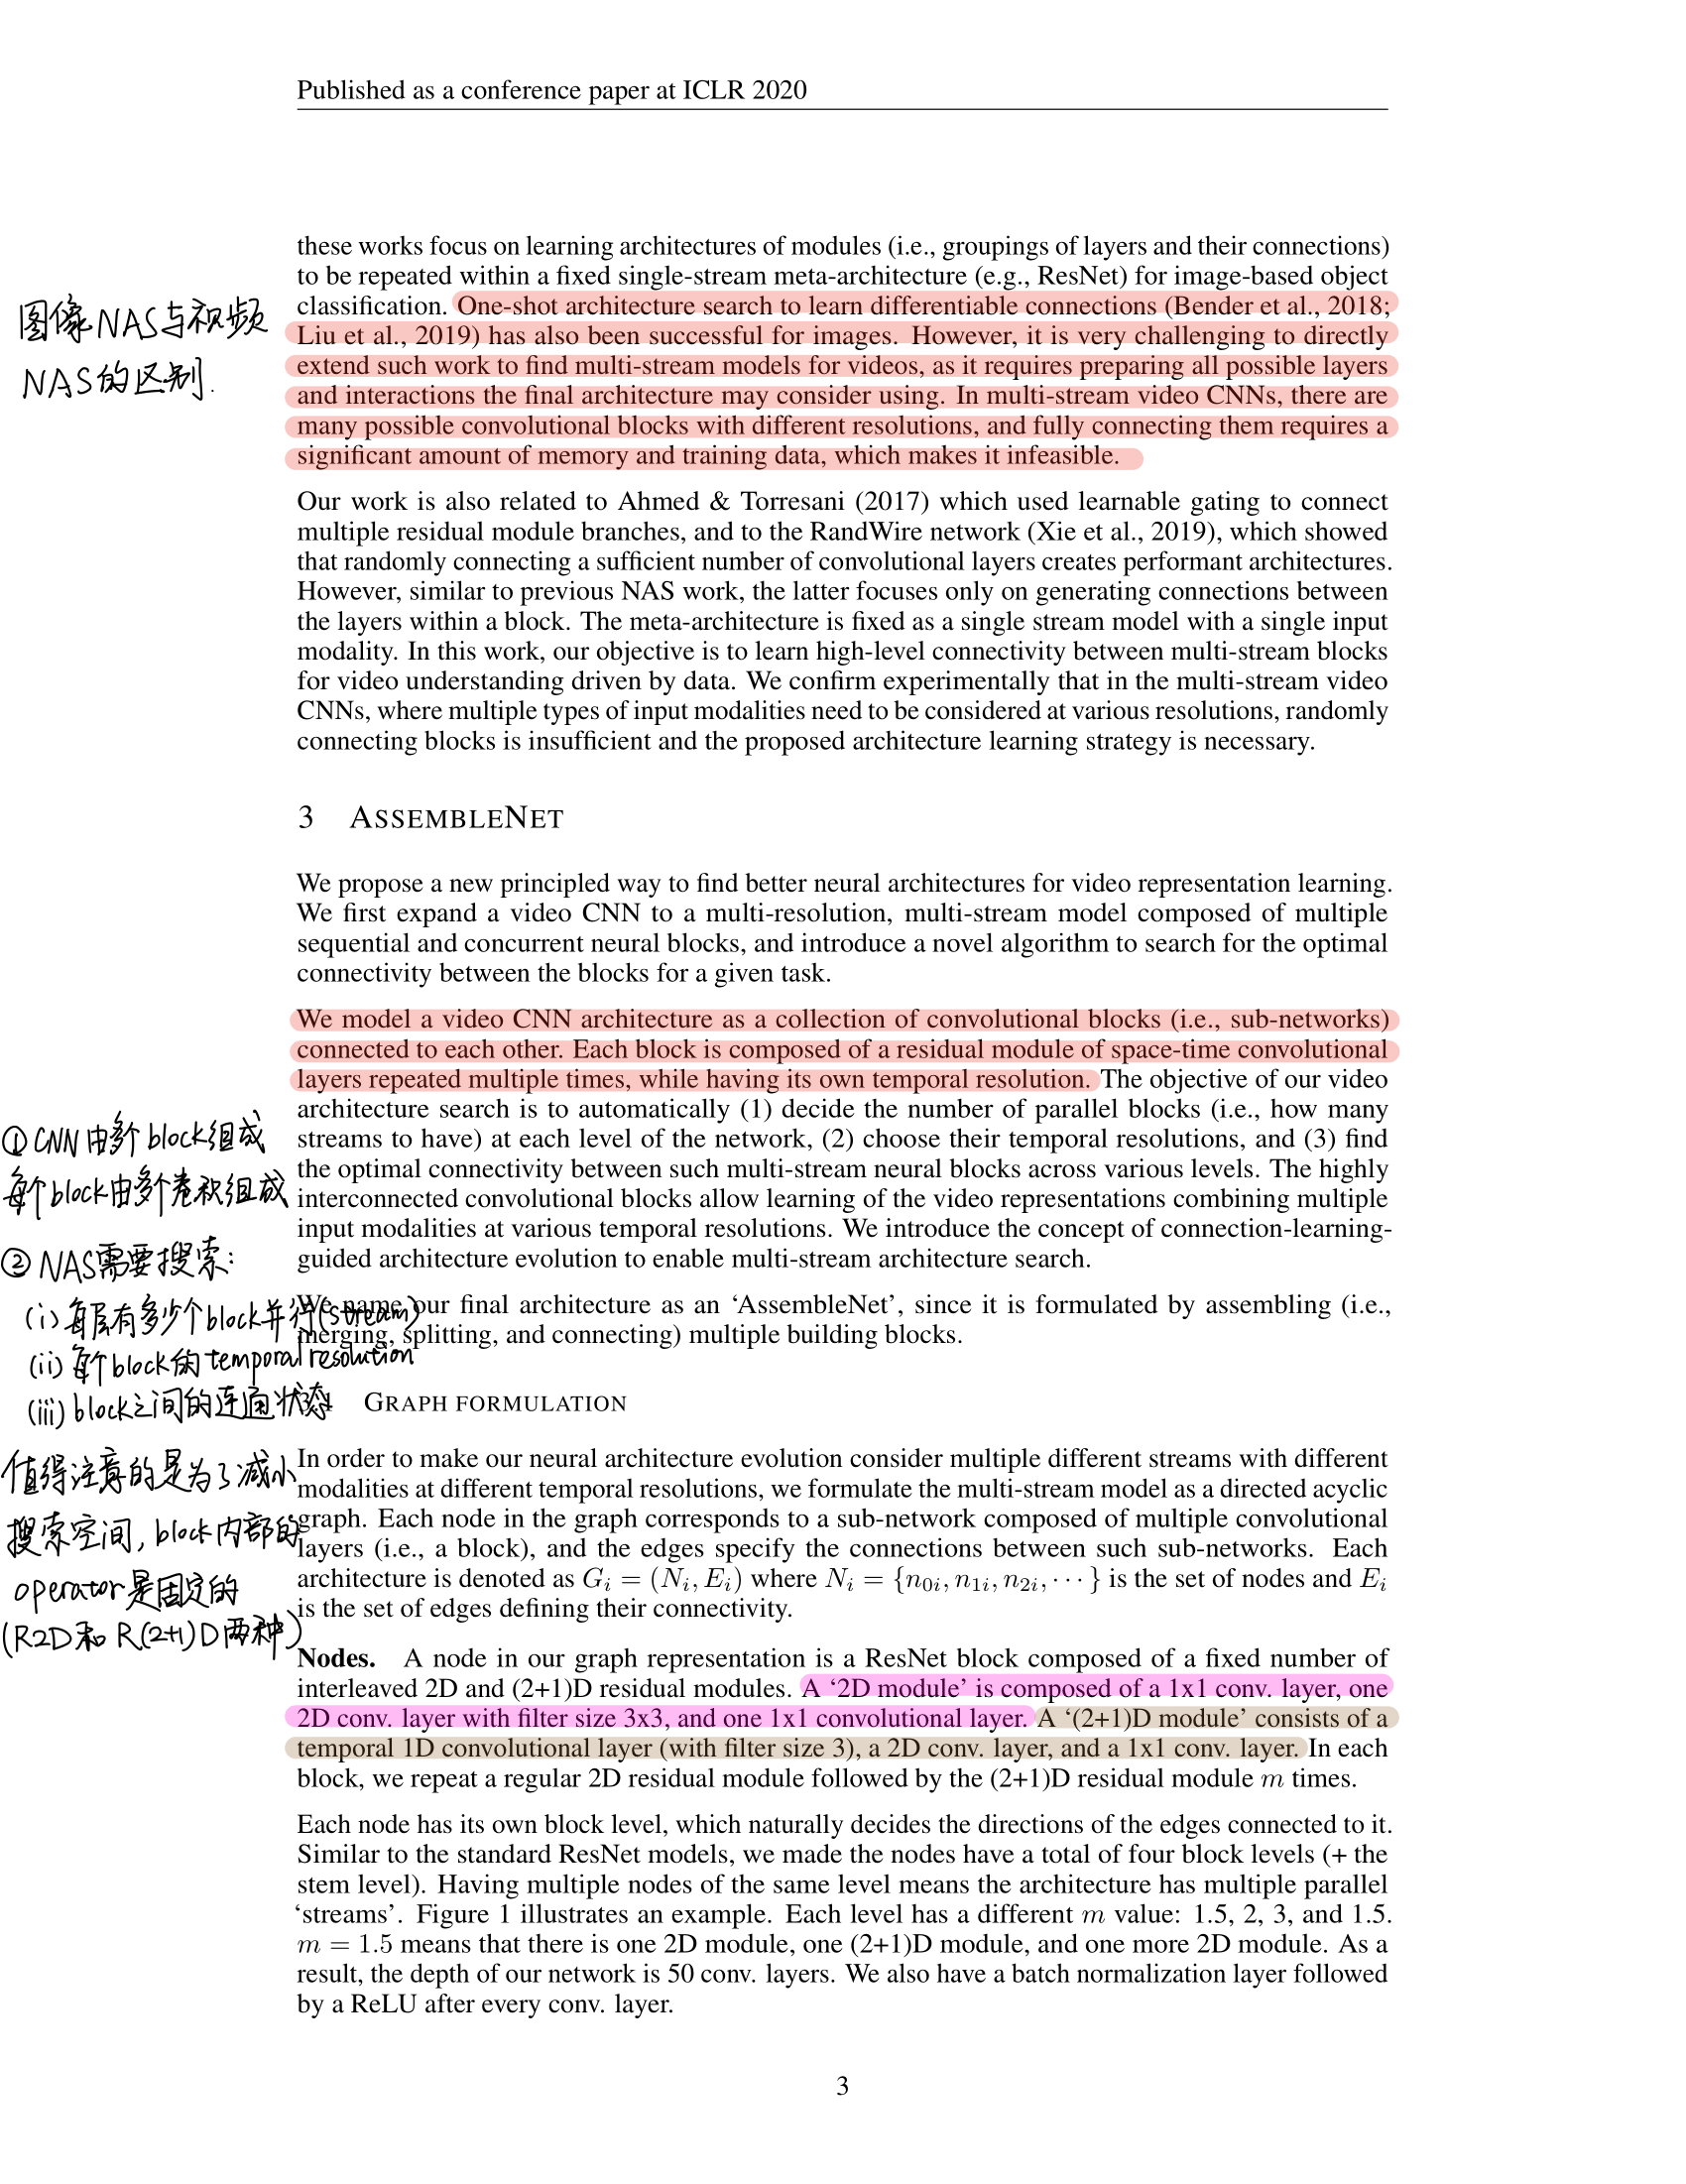 Published as a conference paper at ICLR 2020
these works focus on learning architectures of modules (i.e., groupings of layers and their connections)
to be repeated within a fixed single-stream meta-architecture (e.g., ResNet) for image-based object
classification. One-shot architecture search to learn differentiable connections (Bender et al., 2018;
Liu et al., 2019) has also been successful for images. However, it is very challenging to directly
extend such work to find multi-stream models for videos, as it requires preparing all possible layers
and interactions the final architecture may consider using. In multi-stream video CNNs, there are
many possible convolutional blocks with different resolutions, and fully connecting them requires a
significant amount of memory and training data, which makes it infeasible.
图像NAS与视频
NAS的区别.
Our work is also related to Ahmed & Torresani (2017) which used learnable gating to connect
multiple residual module branches, and to the RandWire network (Xie et al., 2019), which showed
that randomly connecting a sufficient number of convolutional layers creates performant architectures.
However, similar to previous NAS work, the latter focuses only on generating connections between
the layers within a block. The meta-architecture is fixed as a single stream model with a single input
modality. In this work, our objective is to learn high-level connectivity between multi-stream blocks
for video understanding driven by data. We confirm experimentally that in the multi-stream video
CNNs, where multiple types of input modalities need to be considered at various resolutions, randomly
connecting blocks is insufficient and the proposed architecture learning strategy is necessary.
3 ASSEMBLENET
We propose a new principled way to find better neural architectures for video representation learning.
We first expand a video CNN to a multi-resolution, multi-stream model composed of multiple
sequential and concurrent neural blocks, and introduce a novel algorithm to search for the optimal
connectivity between the blocks for a given task.
We model a video CNN architecture as a collection of convolutional blocks (i.e., sub-networks)
connected to each other. Each block is composed of a residual module of space-time convolutional
layers repeated multiple times, while having its own temporal resolution. The objective of our video
architecture search is to automatically (1) decide the number of parallel blocks (i.e., how many
streams to have) at each level of the network, (2) choose their temporal resolutions, and (3) find
the optimal connectivity between such multi-stream neural blocks across various levels. The highly
interconnected convolutional blocks allow learning of the video representations combining multiple
input modalities at various temporal resolutions. We introduce the concept of connection-learning-
guided architecture evolution to enable multi-stream architecture search.
We name our final architecture as an ‘AssembleNet’, since it is formulated by assembling (i.e.,
merging, splitting, and connecting) multiple building blocks.
① CNN由多个block组成
每个block由多个卷积组成
② NAS需要搜索:
(i) 每层有多少个block并行(stream)
(ii) 每个block的temporal resolution
(iii) block之间的连通状态
值得注意的是为了减小
搜索空间, block内部的
operator是固定的
(R2D和R(2+1)D两种)
3.1 GRAPH FORMULATION
In order to make our neural architecture evolution consider multiple different streams with different
modalities at different temporal resolutions, we formulate the multi-stream model as a directed acyclic
graph. Each node in the graph corresponds to a sub-network composed of multiple convolutional
layers (i.e., a block), and the edges specify the connections between such sub-networks. Each
architecture is denoted as G_i = (N_i, E_i) where N_i = {n_{0i}, n_{1i}, n_{2i}, ⋯} is the set of nodes and E_i
is the set of edges defining their connectivity.
Nodes. A node in our graph representation is a ResNet block composed of a fixed number of
interleaved 2D and (2+1)D residual modules. A ‘2D module’ is composed of a 1x1 conv. layer, one
2D conv. layer with filter size 3x3, and one 1x1 convolutional layer. A ‘(2+1)D module’ consists of a
temporal 1D convolutional layer (with filter size 3), a 2D conv. layer, and a 1x1 conv. layer. In each
block, we repeat a regular 2D residual module followed by the (2+1)D residual module m times.
Each node has its own block level, which naturally decides the directions of the edges connected to it.
Similar to the standard ResNet models, we made the nodes have a total of four block levels (+ the
stem level). Having multiple nodes of the same level means the architecture has multiple parallel
‘streams’. Figure 1 illustrates an example. Each level has a different m value: 1.5, 2, 3, and 1.5.
m = 1.5 means that there is one 2D module, one (2+1)D module, and one more 2D module. As a
result, the depth of our network is 50 conv. layers. We also have a batch normalization layer followed
by a ReLU after every conv. layer.
3